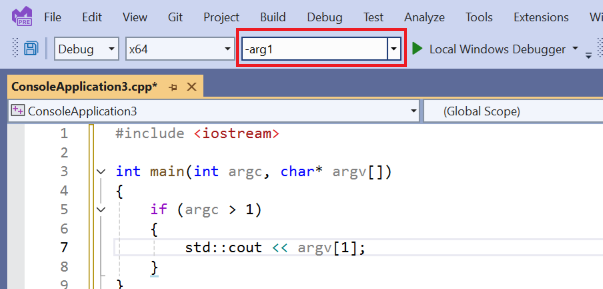 File Edit View Git Project Build Debug Test Analyze Tools Extensions Wi
PRE
Debug x64 -arg1 Local Windows Debugger
ConsoleApplication3.cpp*
ConsoleApplication3 (Global Scope)
1 #include <iostream>
2
3 int main(int argc, char* argv[])
4 {
5 if (argc > 1)
6 {
7 std::cout << argv[1];
8 }
9 }